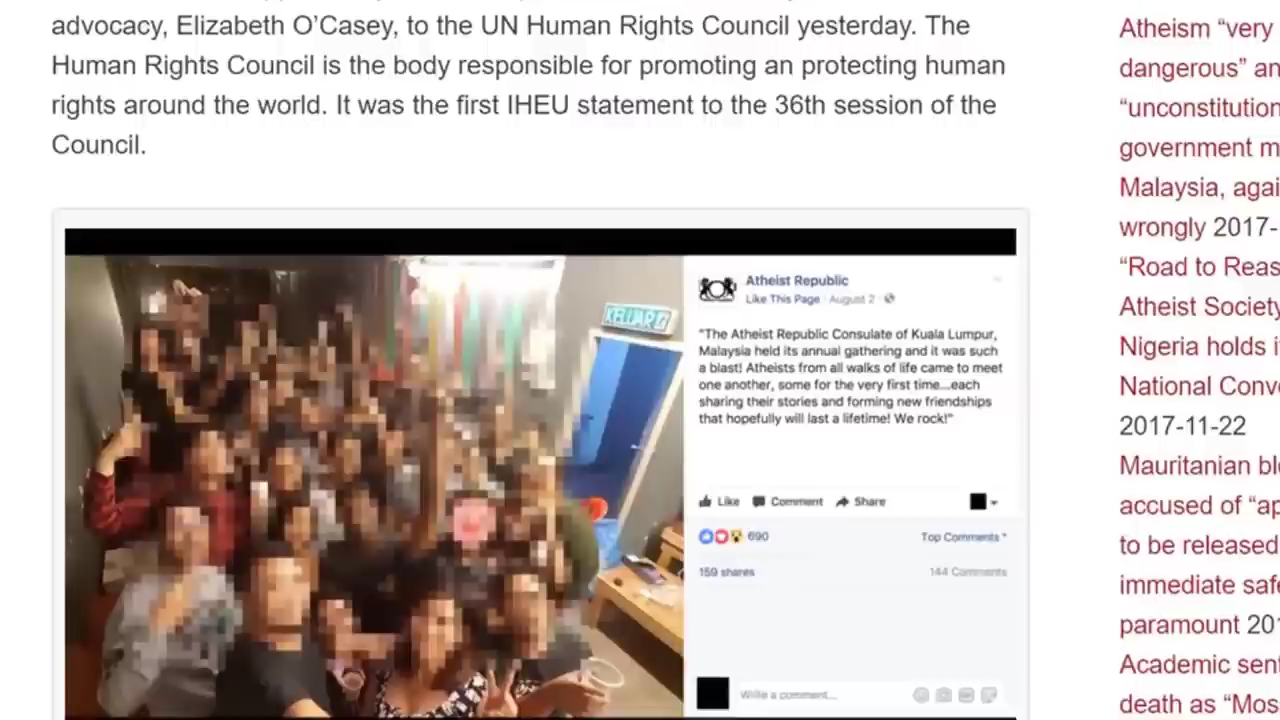 advocacy, Elizabeth O’Casey, to the UN Human Rights Council yesterday. The
Human Rights Council is the body responsible for promoting an protecting human
rights around the world. It was the first IHEU statement to the 36th session of the
Council.
KELUAR
Atheist Republic
Like This Page · August 2 ·
"The Atheist Republic Consulate of Kuala Lumpur,
Malaysia held its annual gathering and it was such
a blast! Atheists from all walks of life came to meet
one another, some for the very first time...each
sharing their stories and forming new friendships
that hopefully will last a lifetime! We rock!"
Like Comment Share
690 Top Comments
159 shares 144 Comments
Write a comment...
Atheism “very
dangerous” an
“unconstitution
government m
Malaysia, agai
wrongly 2017-
“Road to Reas
Atheist Society
Nigeria holds i
National Conv
2017-11-22
Mauritanian bl
accused of “ap
to be released
immediate safe
paramount 20
Academic sent
death as “Mos